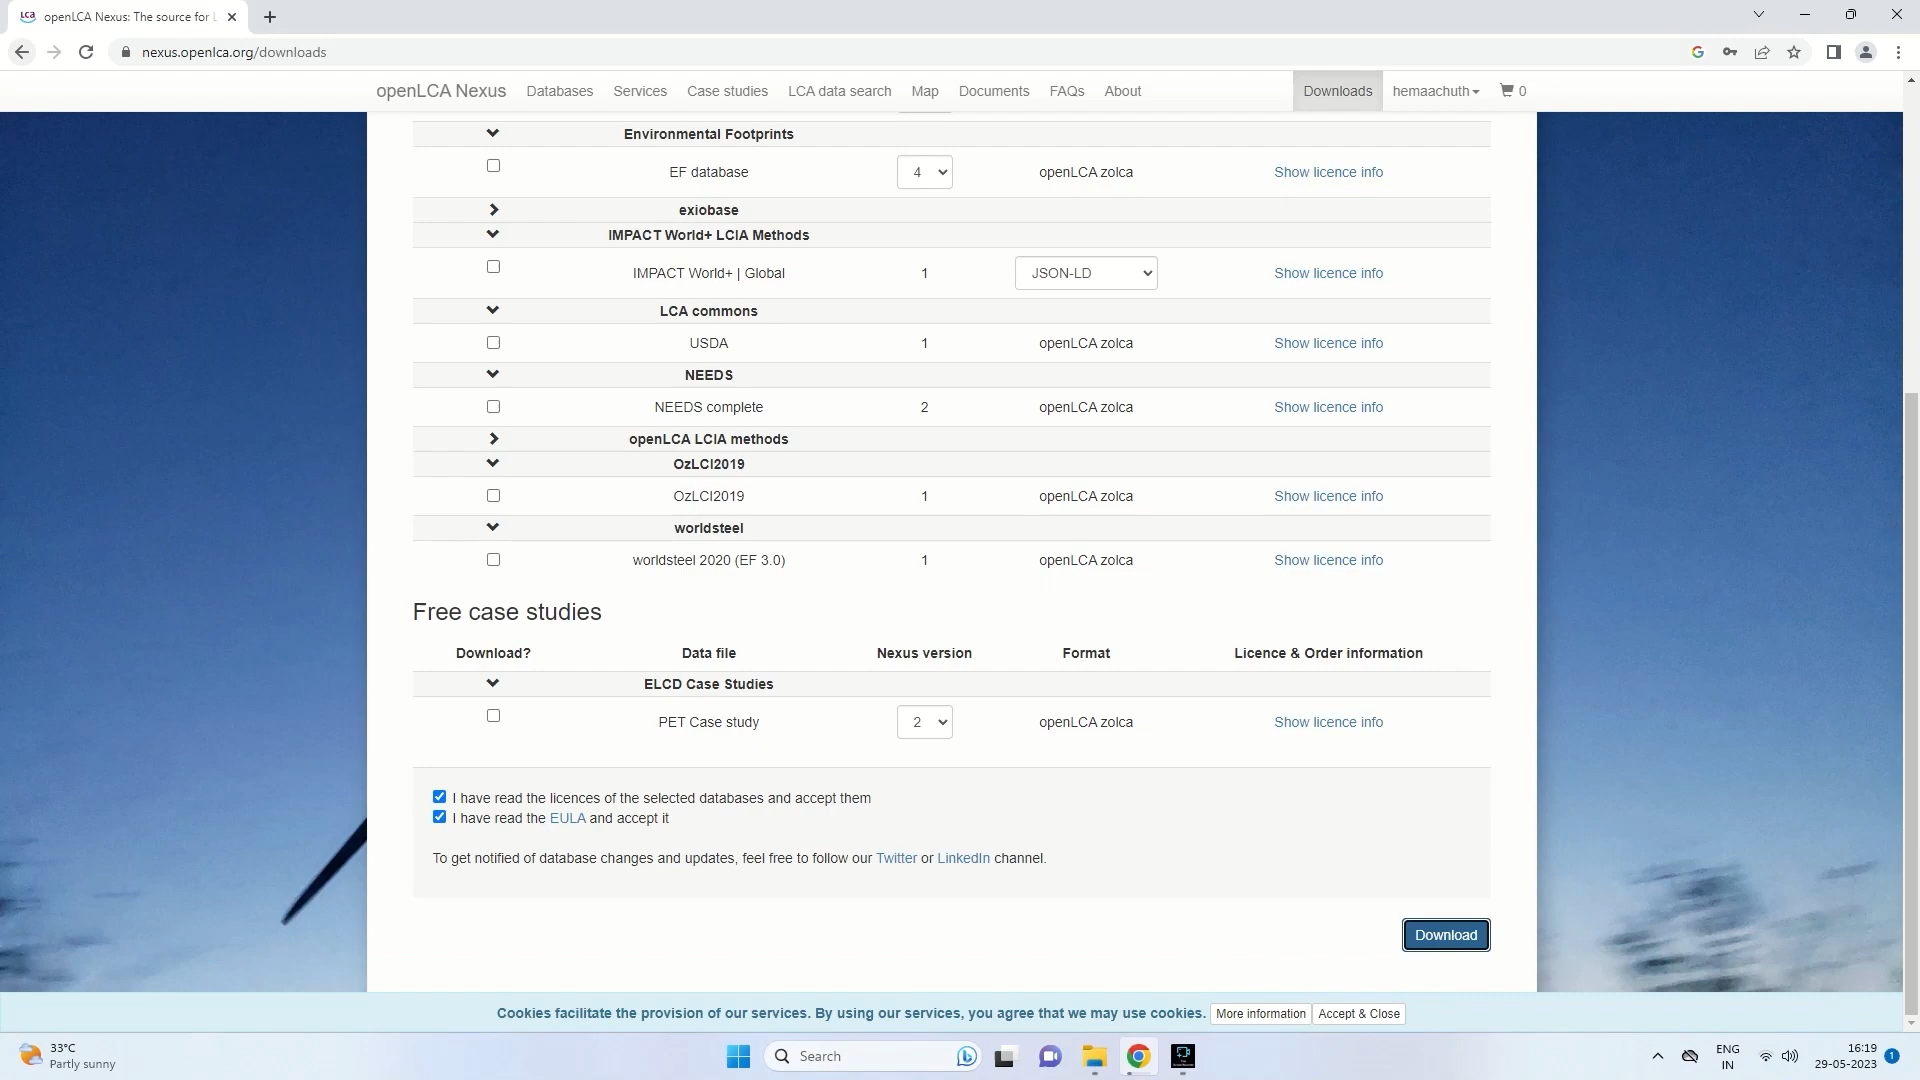 openLCA Nexus: The source for L
nexus.openlca.org/downloads
openLCA Nexus Databases Services Case studies LCA data search Map Documents FAQs About Downloads hemaachuth 0
Environmental Footprints
EF database 4 openLCA zolca Show licence info
exiobase
IMPACT World+ LCIA Methods
IMPACT World+ | Global 1 JSON-LD Show licence info
LCA commons
USDA 1 openLCA zolca Show licence info
NEEDS
NEEDS complete 2 openLCA zolca Show licence info
openLCA LCIA methods
OzLCI2019
OzLCI2019 1 openLCA zolca Show licence info
worldsteel
worldsteel 2020 (EF 3.0) 1 openLCA zolca Show licence info
Free case studies
Download? Data file Nexus version Format Licence & Order information
ELCD Case Studies
PET Case study 2 openLCA zolca Show licence info
I have read the licences of the selected databases and accept them
I have read the EULA and accept it
To get notified of database changes and updates, feel free to follow our Twitter or LinkedIn channel.
Download
Cookies facilitate the provision of our services. By using our services, you agree that we may use cookies. More information Accept & Close
33°C
Partly sunny
Search
ENG
IN
16:19
29-05-2023
1